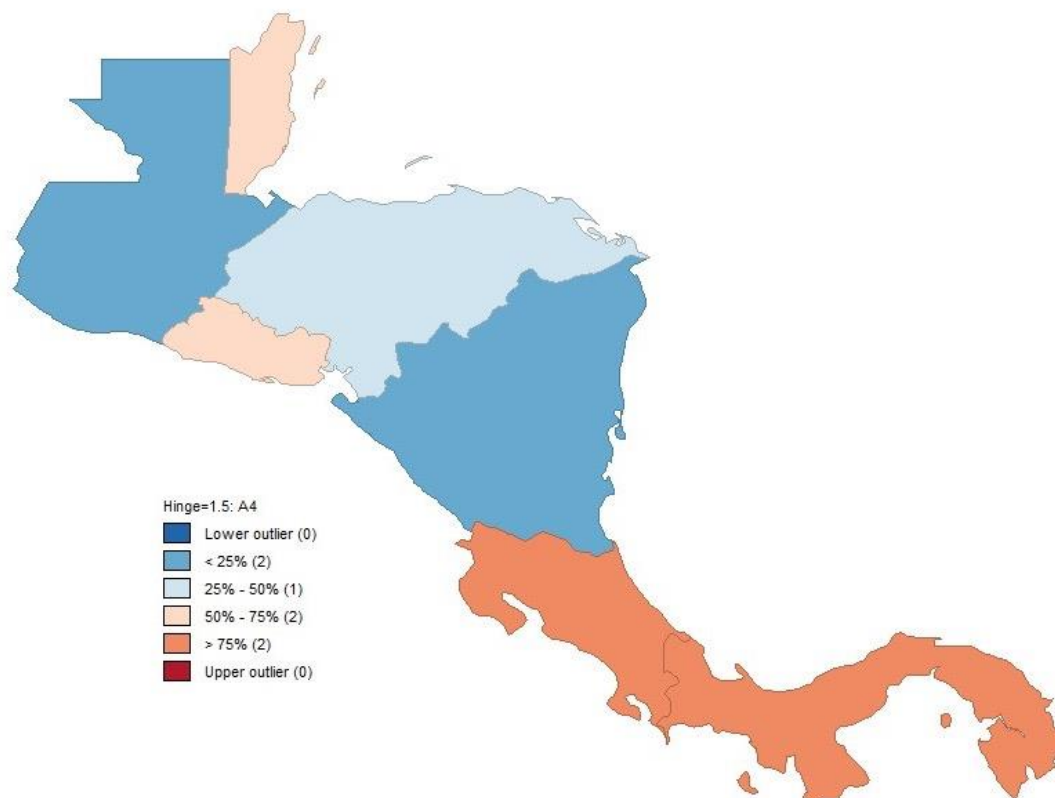 Hinge=1.5: A4
Lower outlier (0)
< 25% (2)
25% - 50% (1)
50% - 75% (2)
> 75% (2)
Upper outlier (0)